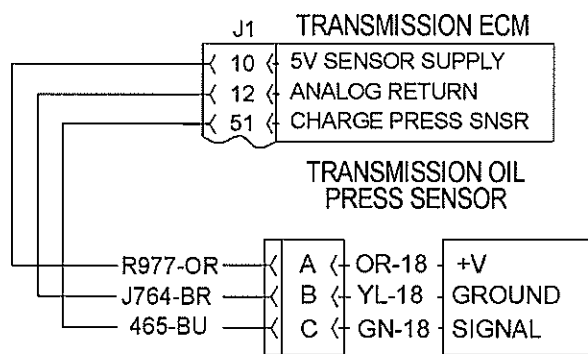 J1 TRANSMISSION ECM
10 5V SENSOR SUPPLY
12 ANALOG RETURN
51 CHARGE PRESS SNSR
TRANSMISSION OIL
PRESS SENSOR
R977-OR A OR-18 +V
J764-BR B YL-18 GROUND
465-BU C GN-18 SIGNAL